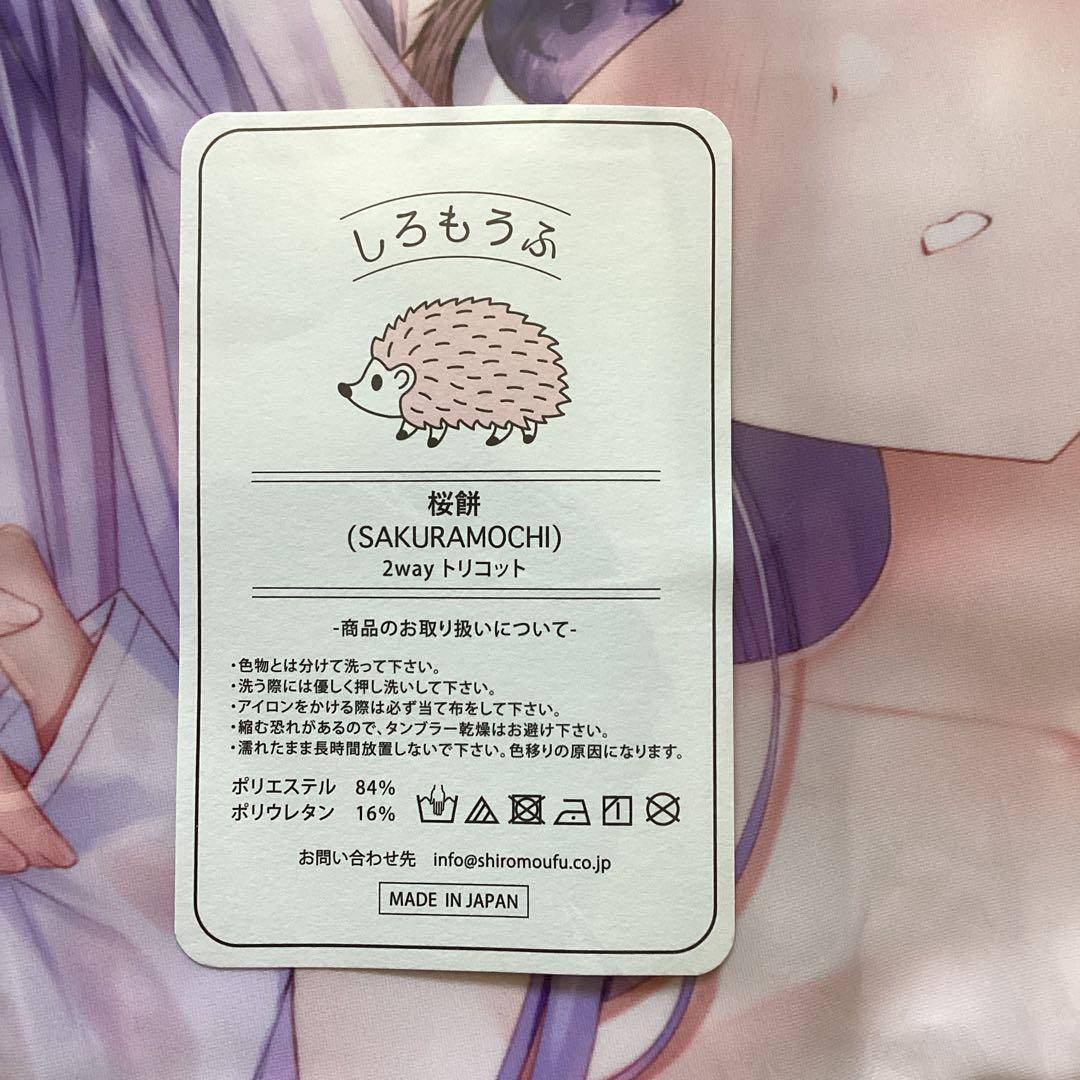 しろもうふ
桜餅
(SAKURAMOCHI)
2way トリコット
-商品のお取り扱いについて-
・色物とは分けて洗って下さい。
・洗う際には優しく押し洗いして下さい。
・アイロンをかける際は必ず当て布をして下さい。
・縮む恐れがあるので、タンブラー乾燥はお避け下さい。
・濡れたまま長時間放置しないで下さい。色移りの原因になります。
ポリエステル 84%
ポリウレタン 16%
お問い合わせ先 info@shiromoufu.co.jp
MADE IN JAPAN